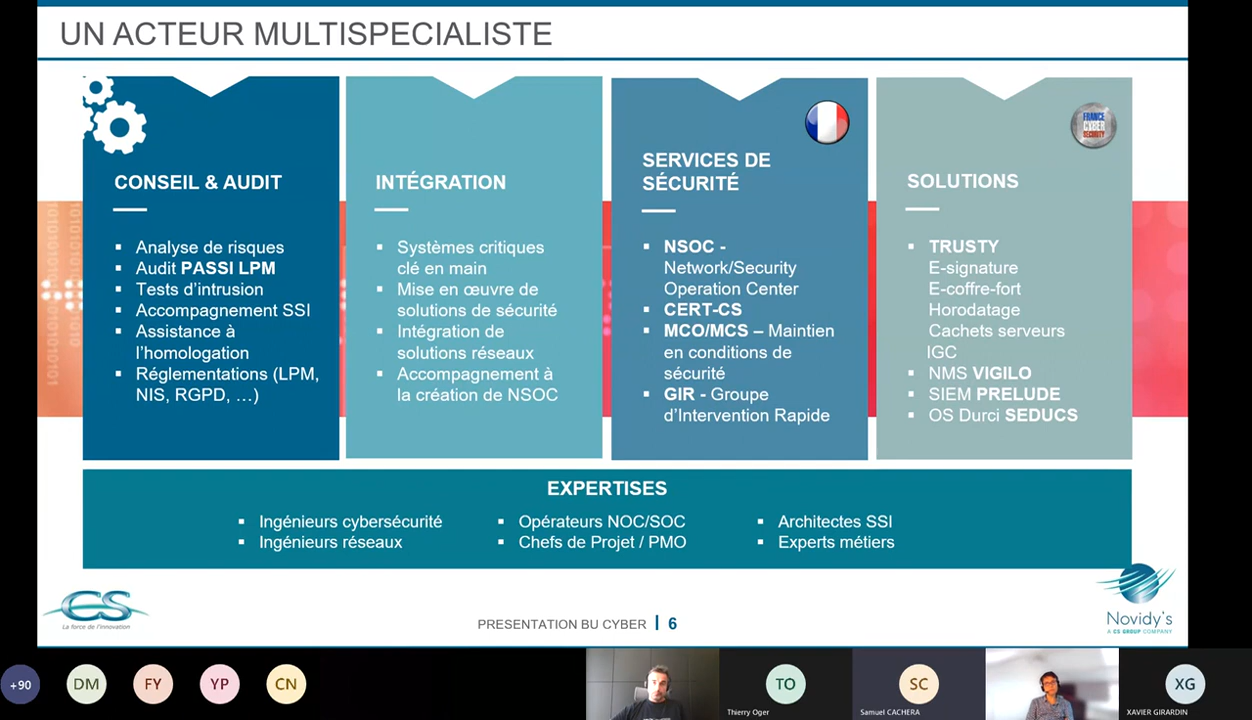 UN ACTEUR MULTISPECIALISTE
CONSEIL & AUDIT
▪ Analyse de risques
▪ Audit PASSI LPM
▪ Tests d'intrusion
▪ Accompagnement SSI
▪ Assistance à
l'homologation
▪ Réglementations (LPM,
NIS, RGPD, …)
INTÉGRATION
▪ Systèmes critiques
clé en main
▪ Mise en œuvre de
solutions de sécurité
▪ Intégration de
solutions réseaux
▪ Accompagnement à
la création de NSOC
SERVICES DE
SÉCURITÉ
▪ NSOC -
Network/Security
Operation Center
▪ CERT-CS
▪ MCO/MCS – Maintien
en conditions de
sécurité
▪ GIR - Groupe
d'Intervention Rapide
FRANCE
CYBER
SECURITY
SOLUTIONS
▪ TRUSTY
E-signature
E-coffre-fort
Horodatage
Cachets serveurs
IGC
▪ NMS VIGILO
▪ SIEM PRELUDE
▪ OS Durci SEDUCS
EXPERTISES
▪ Ingénieurs cybersécurité
▪ Ingénieurs réseaux
▪ Opérateurs NOC/SOC
▪ Chefs de Projet / PMO
▪ Architectes SSI
▪ Experts métiers
CS
La force de l'innovation
PRESENTATION BU CYBER | 6
Novidy's
A CS GROUP COMPANY
+90
DM
FY
YP
CN
TO
Thierry Oger
SC
Samuel CACHERA
XG
XAVIER GIRARDIN